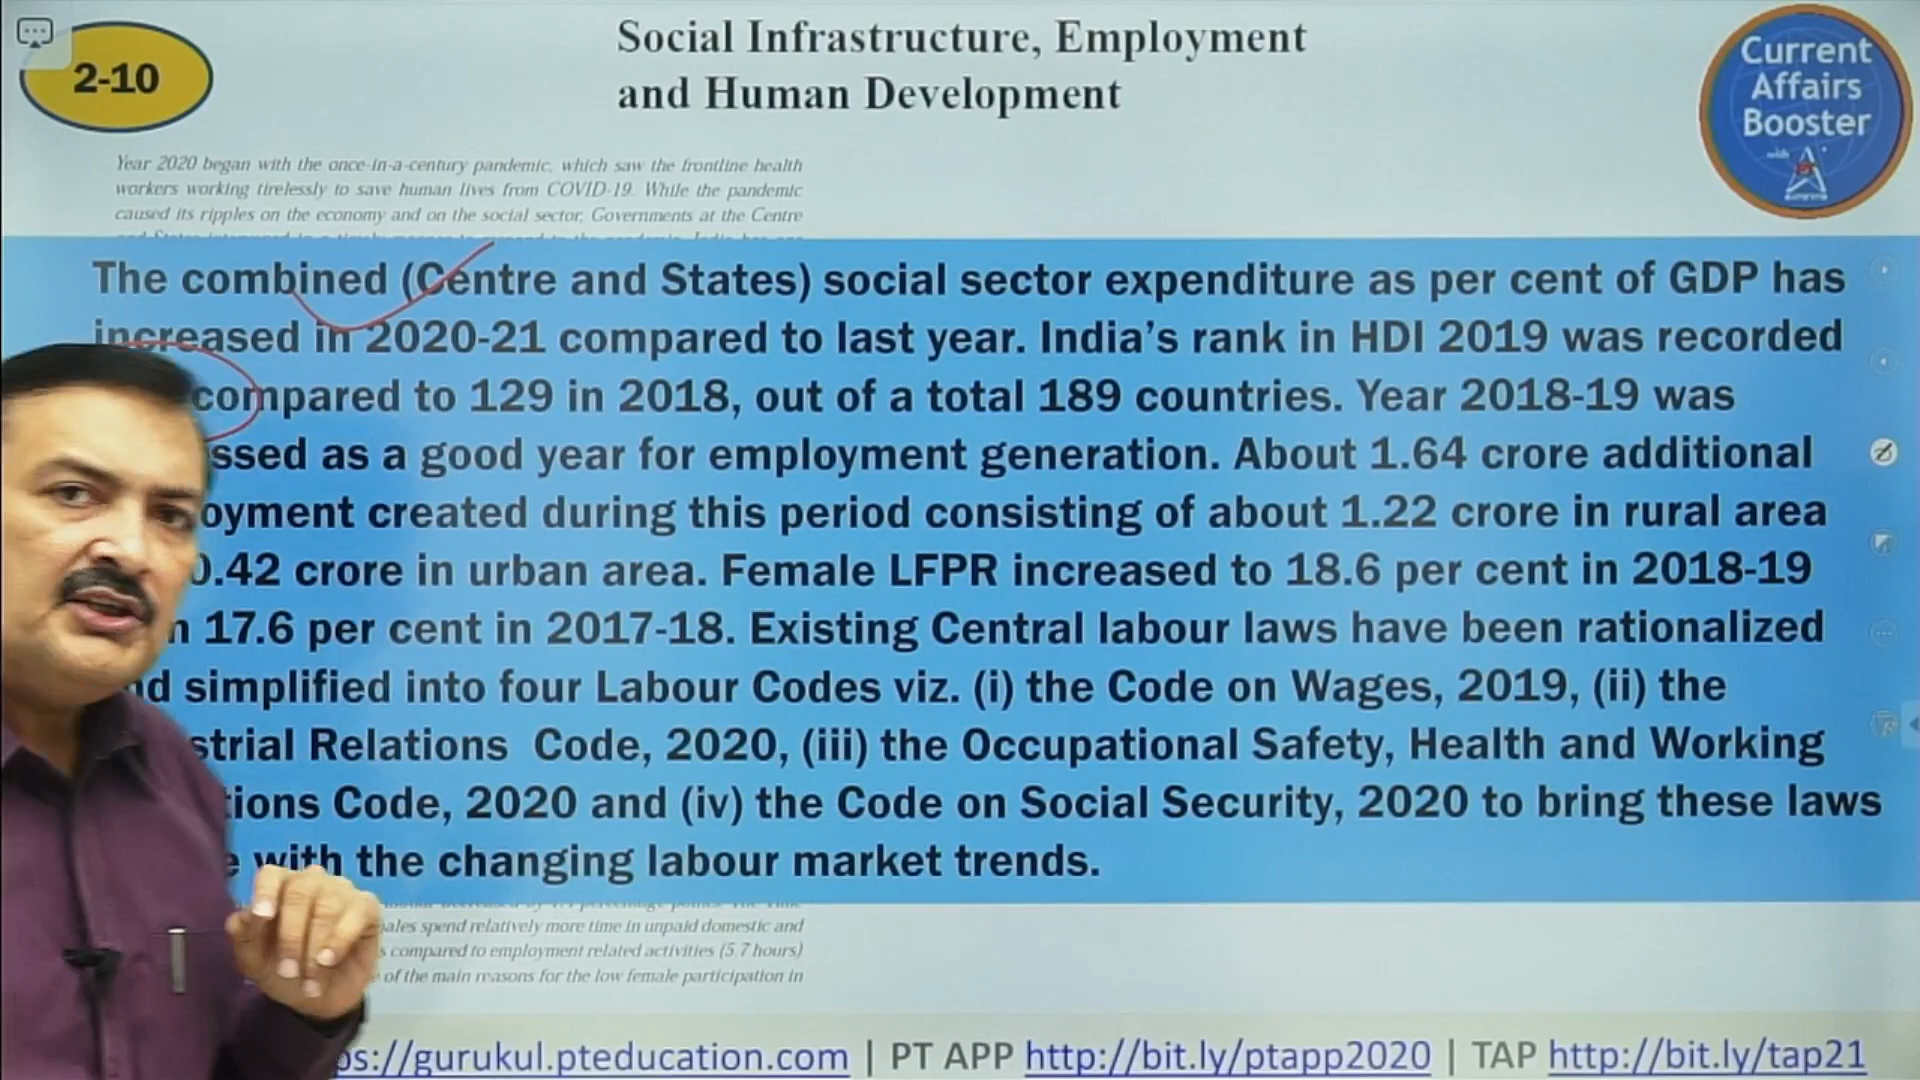 2-10
Social Infrastructure, Employment
and Human Development
Current
Affairs
Booster
with
Year 2020 began with the once-in-a-century pandemic, which saw the frontline health
workers working tirelessly to save human lives from COVID-19. While the pandemic
caused its ripples on the economy and on the social sector, Governments at the Centre
The combined (Centre and States) social sector expenditure as per cent of GDP has
increased in 2020-21 compared to last year. India's rank in HDI 2019 was recorded
compared to 129 in 2018, out of a total 189 countries. Year 2018-19 was
ssed as a good year for employment generation. About 1.64 crore additional
oyment created during this period consisting of about 1.22 crore in rural area
0.42 crore in urban area. Female LFPR increased to 18.6 per cent in 2018-19
17.6 per cent in 2017-18. Existing Central labour laws have been rationalized
d simplified into four Labour Codes viz. (i) the Code on Wages, 2019, (ii) the
strial Relations Code, 2020, (iii) the Occupational Safety, Health and Working
tions Code, 2020 and (iv) the Code on Social Security, 2020 to bring these laws
e with the changing labour market trends.
ales spend relatively more time in unpaid domestic and
s compared to employment related activities (5.7 hours)
of the main reasons for the low female participation in
ps://gurukul.pteducation.com | PT APP http://bit.ly/ptapp2020 | TAP http://bit.ly/tap21